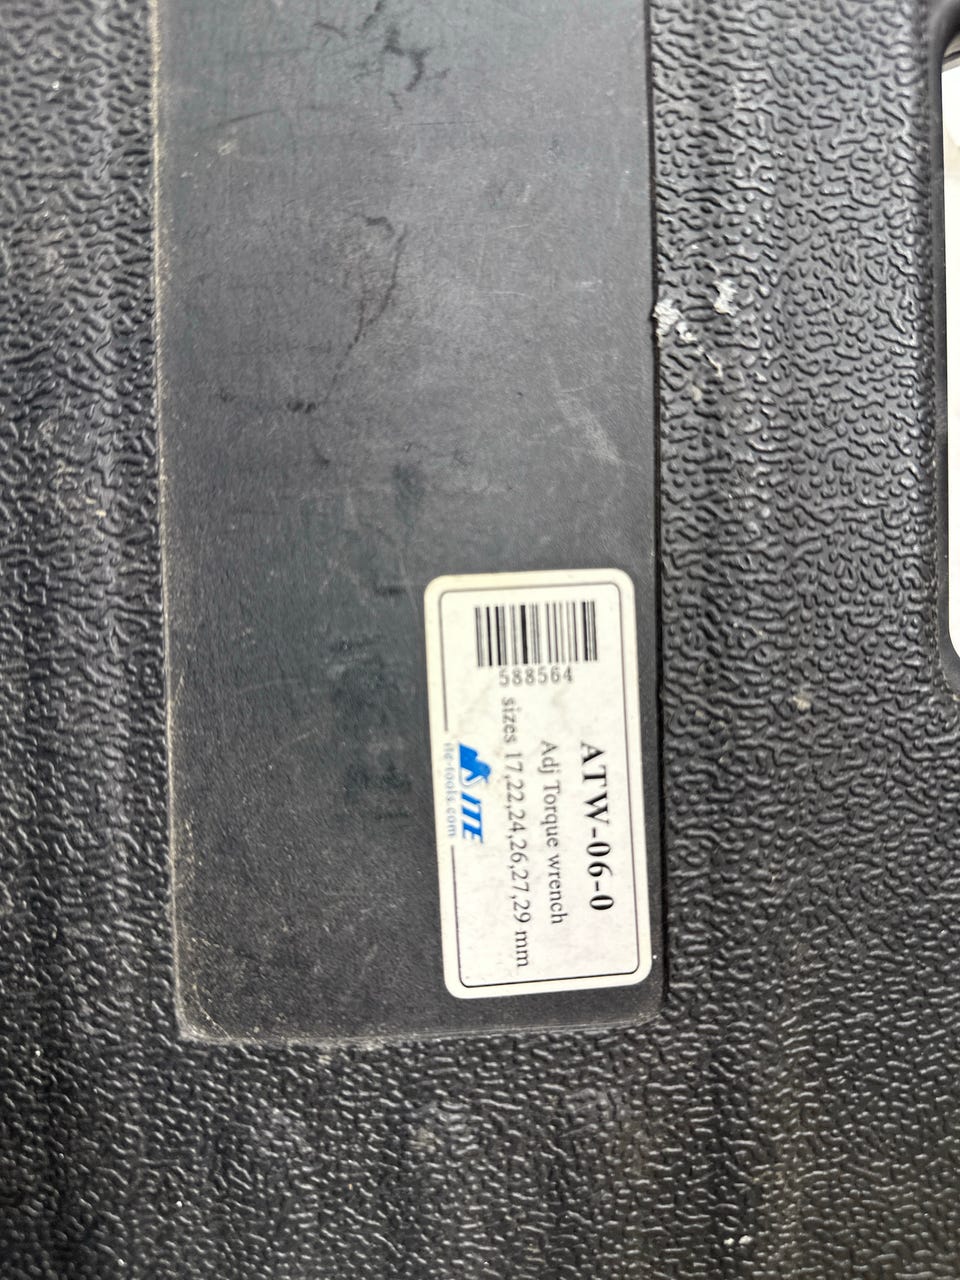 ATW-06-0
Adj Torque wrench
sizes 17,22,24,26,27,29 mm
588564
ITE
ite-tools.com